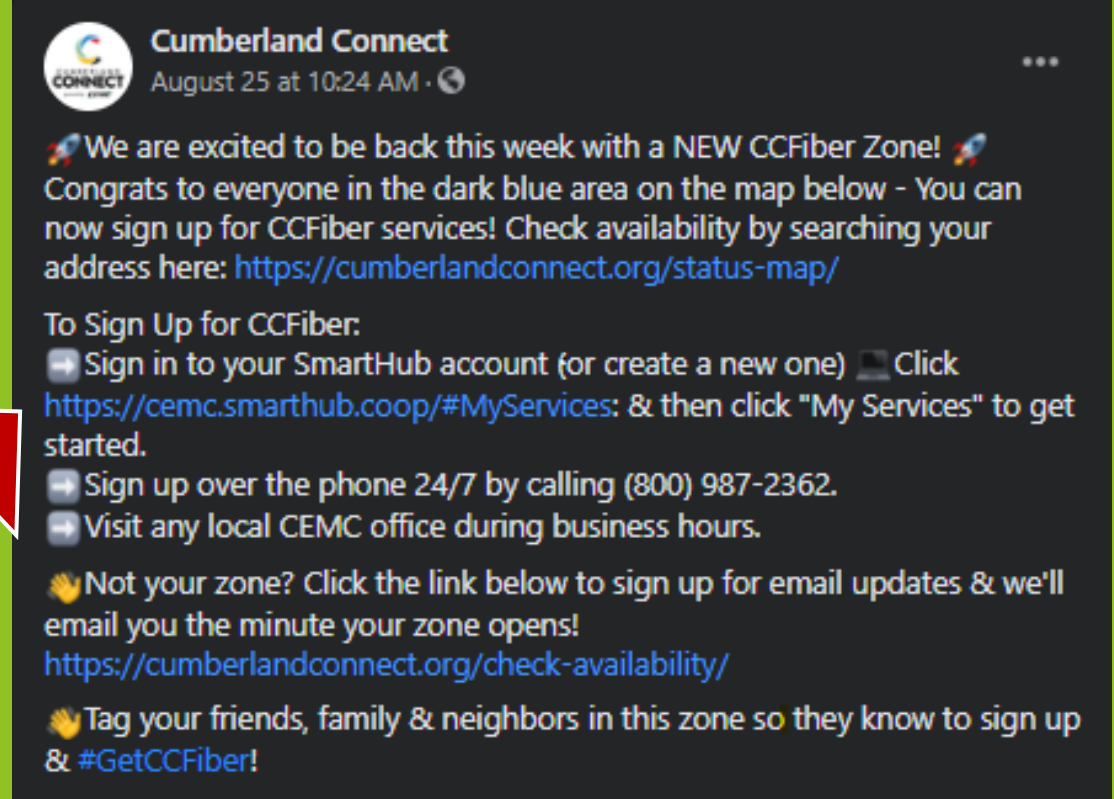 Cumberland Connect
August 25 at 10:24 AM ·
CONNECT
🚀We are excited to be back this week with a NEW CCFiber Zone! 🚀
Congrats to everyone in the dark blue area on the map below - You can
now sign up for CCFiber services! Check availability by searching your
address here: https://cumberlandconnect.org/status-map/
To Sign Up for CCFiber:
➡️Sign in to your SmartHub account (or create a new one) 💻Click
https://cemc.smarthub.coop/#MyServices: & then click "My Services" to get
started.
➡️Sign up over the phone 24/7 by calling (800) 987-2362.
➡️Visit any local CEMC office during business hours.
👋Not your zone? Click the link below to sign up for email updates & we'll
email you the minute your zone opens!
https://cumberlandconnect.org/check-availability/
👋Tag your friends, family & neighbors in this zone so they know to sign up
& #GetCCFiber!